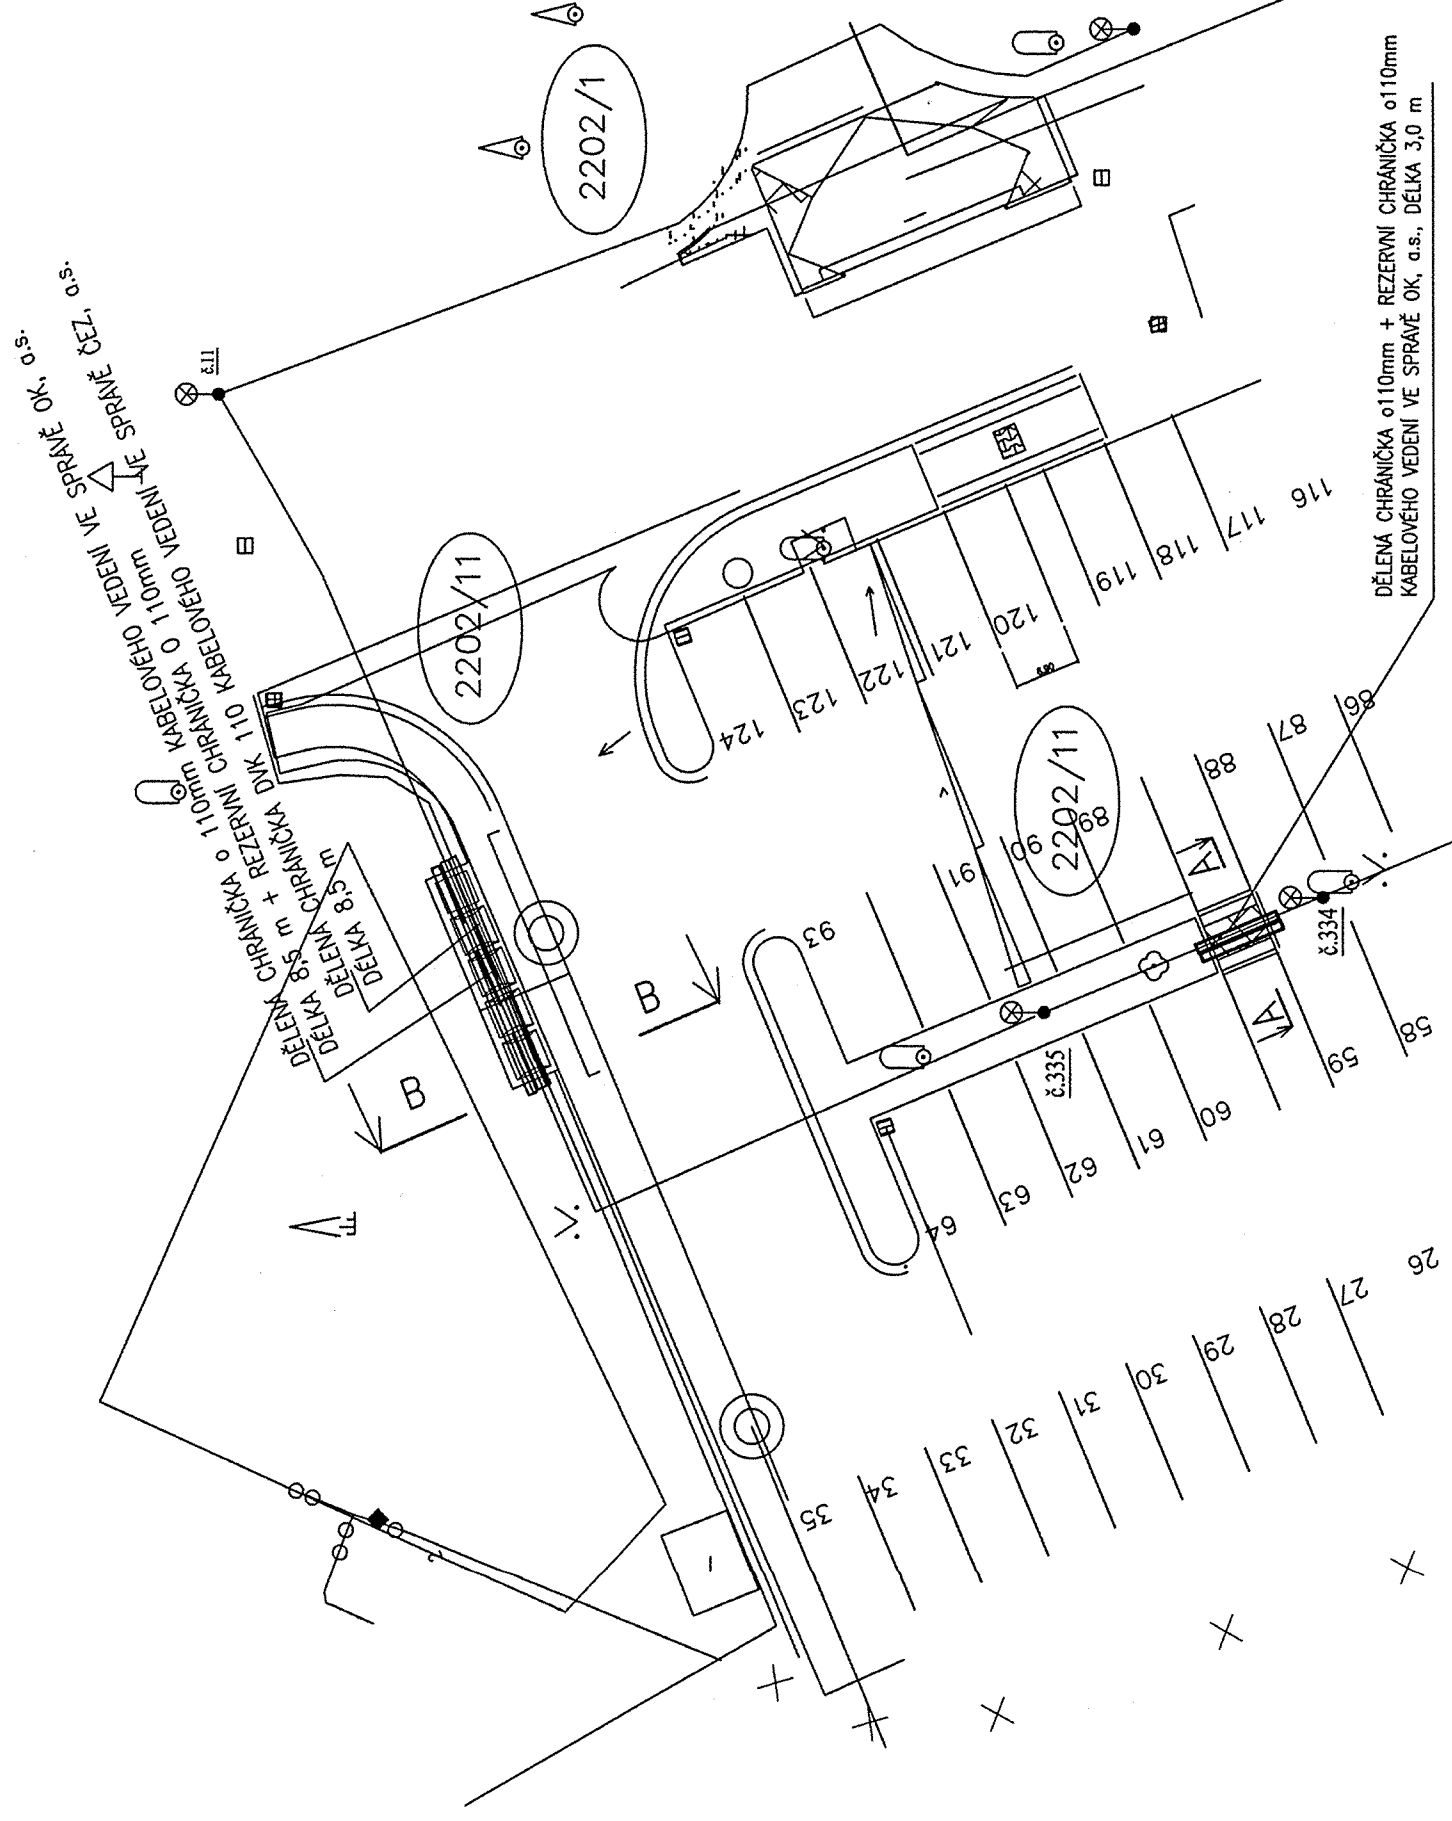 2202/1
č.11
DĚLENÁ CHRÁNIČKA o 110mm KABELOVÉHO VEDENÍ VE SPRÁVĚ OK, a.s.
DÉLKA 8,5 m + REZERVNÍ CHRÁNIČKA O 110mm
DĚLENÁ CHRÁNIČKA DVK 110 KABELOVÉHO VEDENÍ VE SPRÁVĚ ČEZ, a.s.
DÉLKA 8,5 m
DĚLENÁ CHRÁNIČKA o110mm + REZERVNÍ CHRÁNIČKA o110mm
KABELOVÉHO VEDENÍ VE SPRÁVĚ OK, a.s., DÉLKA 3,0 m
2202/11
116
117
118
119
120
121
122
123
124
2202/11
86
87
88
89
90
91
93
A
A
B
B
č.334
č.335
58
59
60
61
62
63
64
26
27
28
29
30
31
32
33
34
35